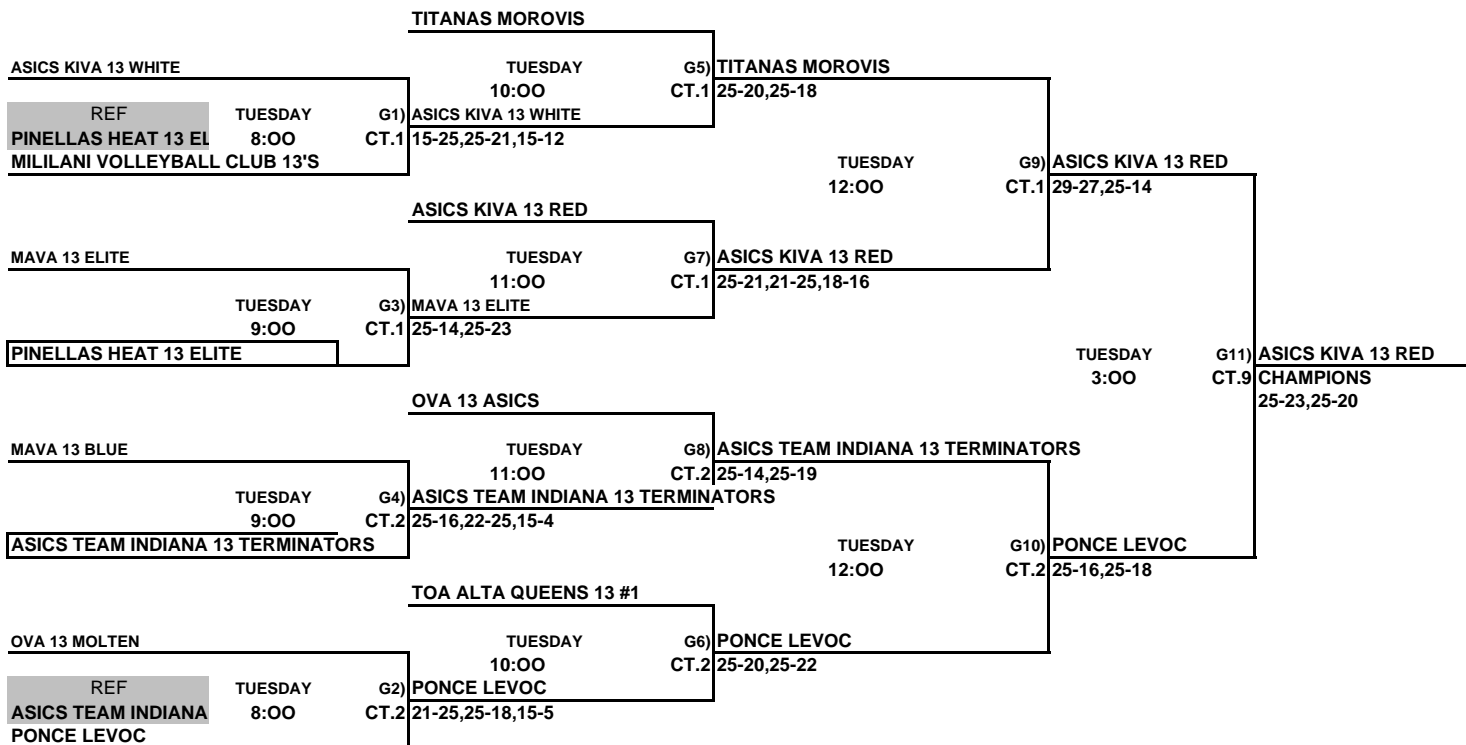 TITANAS MOROVIS
ASICS KIVA 13 WHITE TUESDAY G5) TITANAS MOROVIS
10:OO CT.1 25-20,25-18
REF TUESDAY G1) ASICS KIVA 13 WHITE
PINELLAS HEAT 13 EL 8:OO CT.1 15-25,25-21,15-12
MILILANI VOLLEYBALL CLUB 13'S TUESDAY G9) ASICS KIVA 13 RED
12:OO CT.1 29-27,25-14
ASICS KIVA 13 RED
MAVA 13 ELITE TUESDAY G7) ASICS KIVA 13 RED
11:OO CT.1 25-21,21-25,18-16
TUESDAY G3) MAVA 13 ELITE
9:OO CT.1 25-14,25-23
PINELLAS HEAT 13 ELITE TUESDAY G11) ASICS KIVA 13 RED
3:OO CT.9 CHAMPIONS
OVA 13 ASICS 25-23,25-20
MAVA 13 BLUE TUESDAY G8) ASICS TEAM INDIANA 13 TERMINATORS
11:OO CT.2 25-14,25-19
TUESDAY G4) ASICS TEAM INDIANA 13 TERMINATORS
9:OO CT.2 25-16,22-25,15-4
ASICS TEAM INDIANA 13 TERMINATORS TUESDAY G10) PONCE LEVOC
12:OO CT.2 25-16,25-18
TOA ALTA QUEENS 13 #1
OVA 13 MOLTEN TUESDAY G6) PONCE LEVOC
10:OO CT.2 25-20,25-22
REF TUESDAY G2) PONCE LEVOC
ASICS TEAM INDIANA 8:OO CT.2 21-25,25-18,15-5
PONCE LEVOC